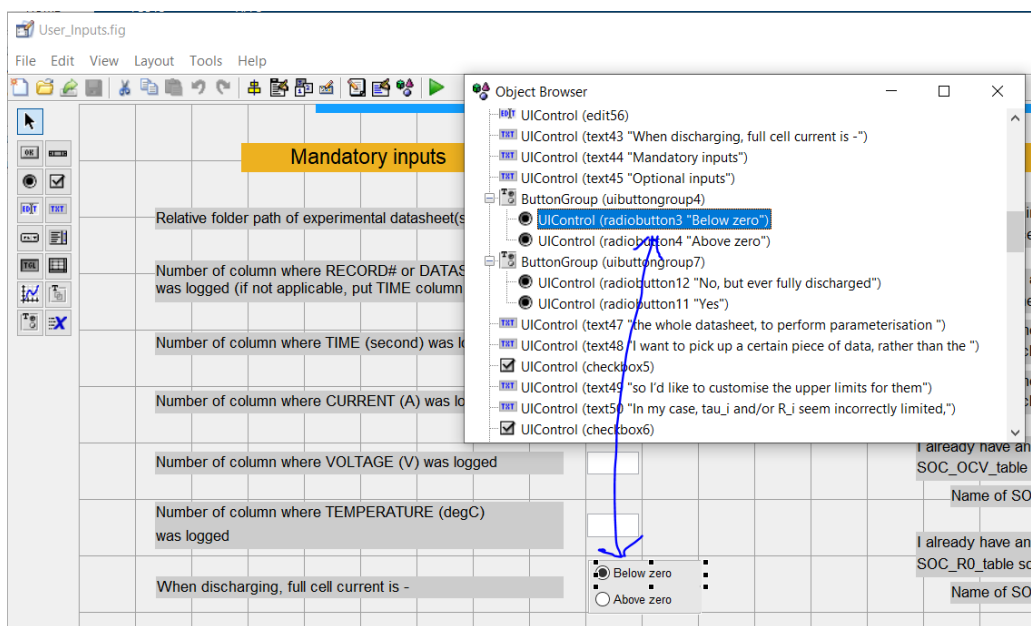 User_Inputs.fig
File Edit View Layout Tools Help
Object Browser
UIControl (edit56)
UIControl (text43 "When discharging, full cell current is -")
UIControl (text44 "Mandatory inputs")
UIControl (text45 "Optional inputs")
ButtonGroup (uibuttongroup4)
UIControl (radiobutton3 "Below zero")
UIControl (radiobutton4 "Above zero")
ButtonGroup (uibuttongroup7)
UIControl (radiobutton12 "No, but ever fully discharged")
UIControl (radiobutton11 "Yes")
UIControl (text47 "the whole datasheet, to perform parameterisation ")
UIControl (text48 "I want to pick up a certain piece of data, rather than the ")
UIControl (checkbox5)
UIControl (text49 "so I'd like to customise the upper limits for them")
UIControl (text50 "In my case, tau_i and/or R_i seem incorrectly limited,")
UIControl (checkbox6)
Mandatory inputs
Relative folder path of experimental datasheet(s
Number of column where RECORD# or DATAS
was logged (if not applicable, put TIME column
Number of column where TIME (second) was lo
Number of column where CURRENT (A) was lo
Number of column where VOLTAGE (V) was logged
Number of column where TEMPERATURE (degC)
was logged
When discharging, full cell current is -
Below zero
Above zero
I already have an
SOC_OCV_table
Name of SO
I already have an
SOC_R0_table so
Name of SO